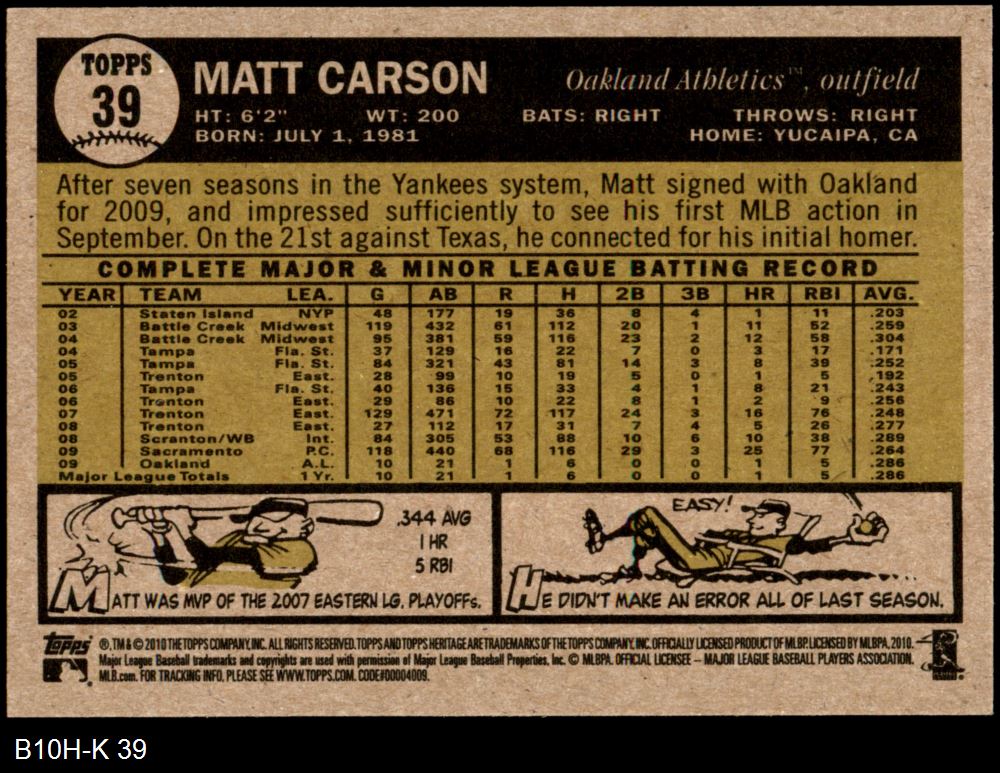 TOPPS
39
MATT CARSON
Oakland Athletics™, outfield
HT: 6'2" WT: 200 BATS: RIGHT THROWS: RIGHT
BORN: JULY 1, 1981 HOME: YUCAIPA, CA
After seven seasons in the Yankees system, Matt signed with Oakland
for 2009, and impressed sufficiently to see his first MLB action in
September. On the 21st against Texas, he connected for his initial homer.
COMPLETE MAJOR & MINOR LEAGUE BATTING RECORD
YEAR TEAM LEA. G AB R H 2B 3B HR RBI AVG.
02 Staten Island NYP 48 177 19 36 8 4 1 11 .203
03 Battle Creek Midwest 119 432 61 112 20 1 11 52 .259
04 Battle Creek Midwest 95 381 59 116 23 2 12 58 .304
04 Tampa Fla. St. 37 129 16 22 7 0 3 17 .171
05 Tampa Fla. St. 84 321 43 81 14 3 8 39 .252
05 Trenton East. 28 99 10 19 5 0 1 5 .192
06 Tampa Fla. St. 40 136 15 33 4 1 8 21 .243
06 Trenton East. 29 86 10 22 8 1 2 9 .256
07 Trenton East. 129 471 72 117 24 3 16 76 .248
08 Trenton East. 27 112 17 31 7 4 5 26 .277
08 Scranton/WB Int. 84 305 53 88 10 6 10 38 .289
09 Sacramento P.C. 118 440 68 116 29 3 25 77 .264
09 Oakland A.L. 10 21 1 6 0 0 1 5 .286
Major League Totals 1 Yr. 10 21 1 6 0 0 1 5 .286
.344 AVG
1 HR
5 RBI
MATT WAS MVP OF THE 2007 EASTERN LG. PLAYOFFS.
EASY!
HE DIDN'T MAKE AN ERROR ALL OF LAST SEASON.
Topps ®, TM & © 2010 THE TOPPS COMPANY, INC. ALL RIGHTS RESERVED. TOPPS AND TOPPS HERITAGE ARE TRADEMARKS OF THE TOPPS COMPANY, INC. OFFICIALLY LICENSED PRODUCT OF MLBP. LICENSED BY MLBPA, 2010.
Major League Baseball trademarks and copyrights are used with permission of Major League Baseball Properties, Inc. © MLBPA. OFFICIAL LICENSEE – MAJOR LEAGUE BASEBALL PLAYERS ASSOCIATION.
MLB.com. FOR TRACKING INFO, PLEASE SEE WWW.TOPPS.COM. CODE#00004009.
B10H-K 39